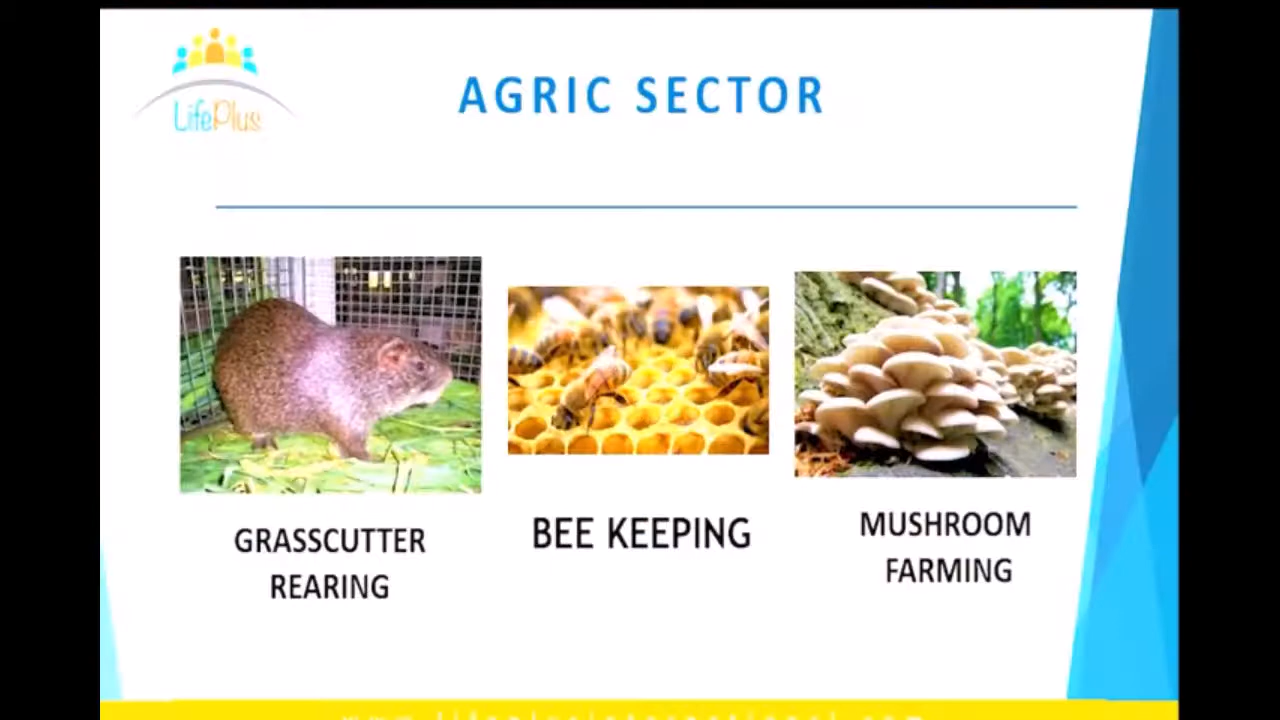 LifePlus
AGRIC SECTOR
GRASSCUTTER
REARING
BEE KEEPING
MUSHROOM
FARMING